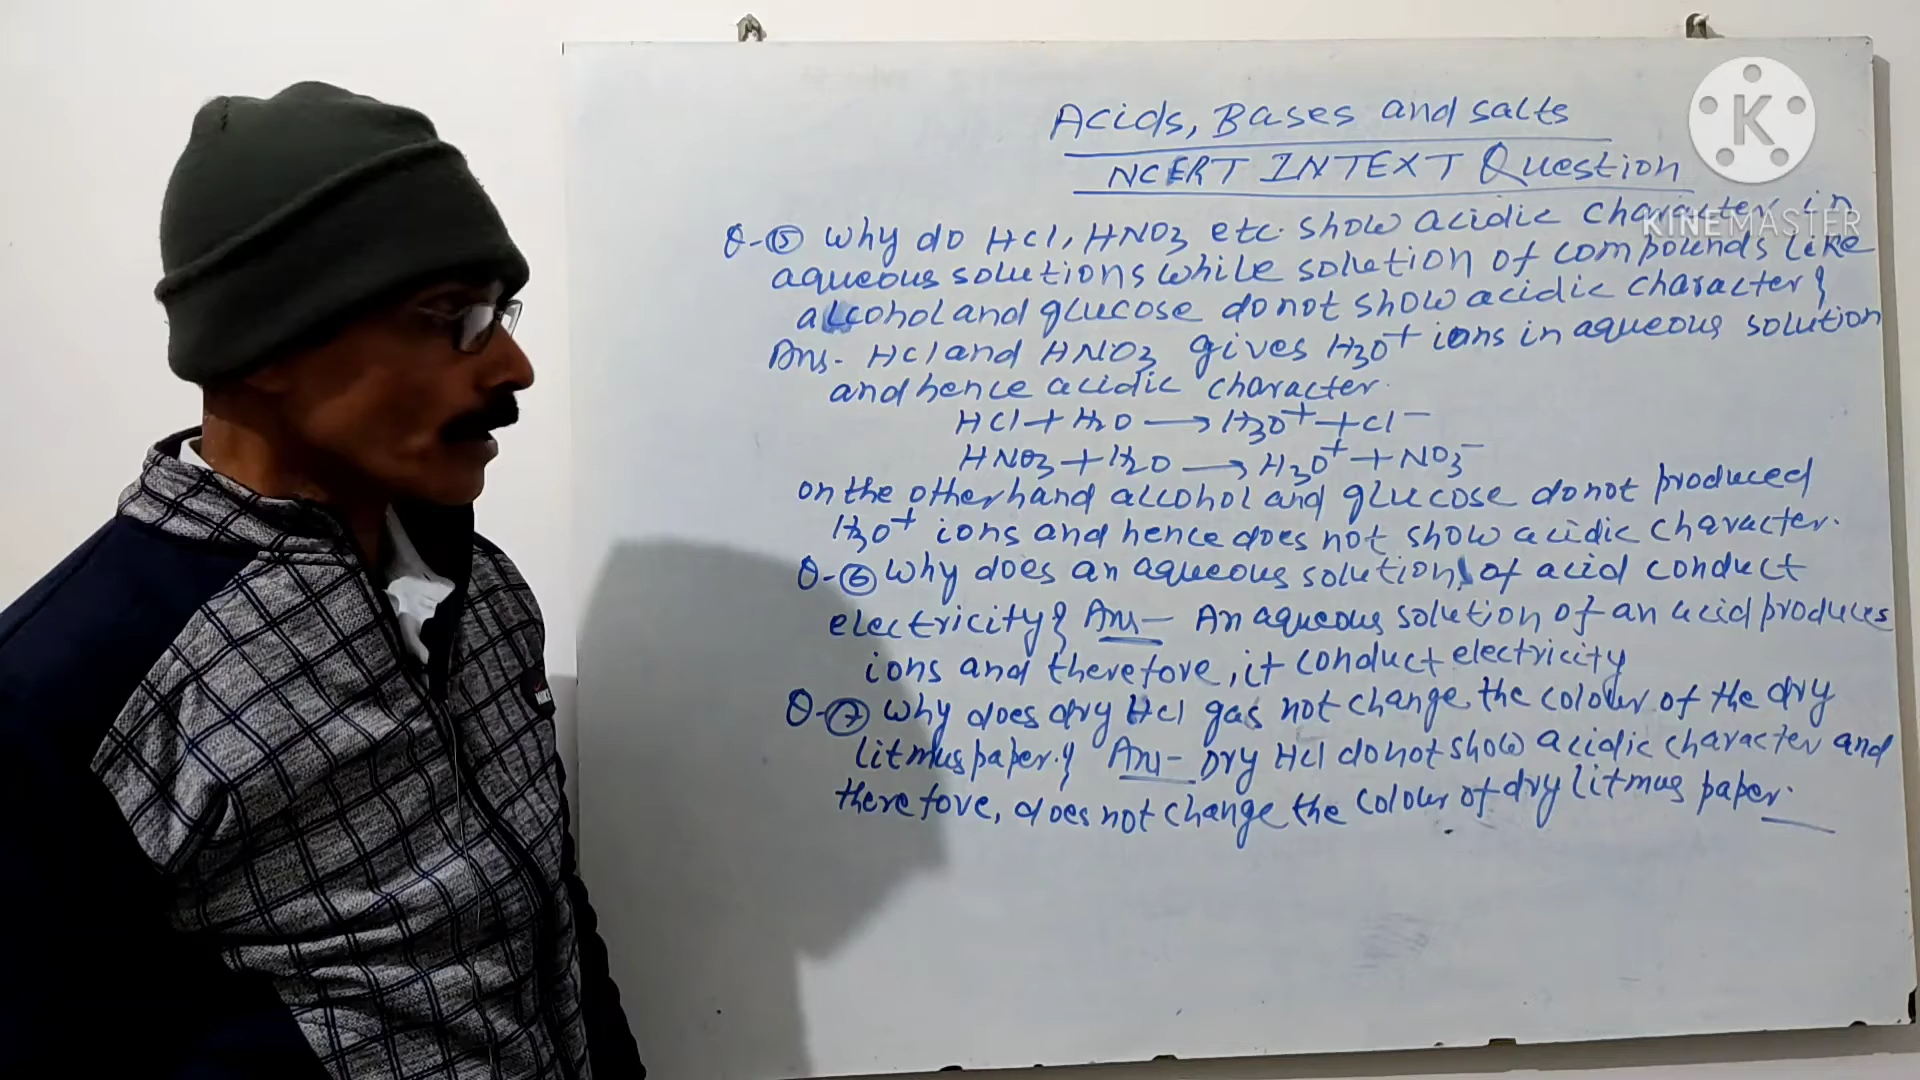 Acids, Bases and salts
NCERT INTEXT Question
K
KINEMASTER
Q-⑤ Why do HCl, HNO3 etc. show acidic character in
aqueous solutions while solution of compounds like
alcohol and glucose do not show acidic character?
Ans- HCl and HNO3 gives H3O+ ions in aqueous solution
and hence acidic character.
HCl + H2O → H3O+ + Cl-
HNO3 + H2O → H3O+ + NO3-
on the other hand alcohol and glucose do not produced
H3O+ ions and hence does not show acidic character.
Q-⑥ Why does an aqueous solution, of acid conduct
electricity? Ans- An aqueous solution of an acid produces
ions and therefore, it conduct electricity
Q-⑦ Why does dry HCl gas not change the colour of the dry
litmus paper.? Ans- Dry HCl do not show acidic character and
therefore, does not change the colour of dry litmus paper.